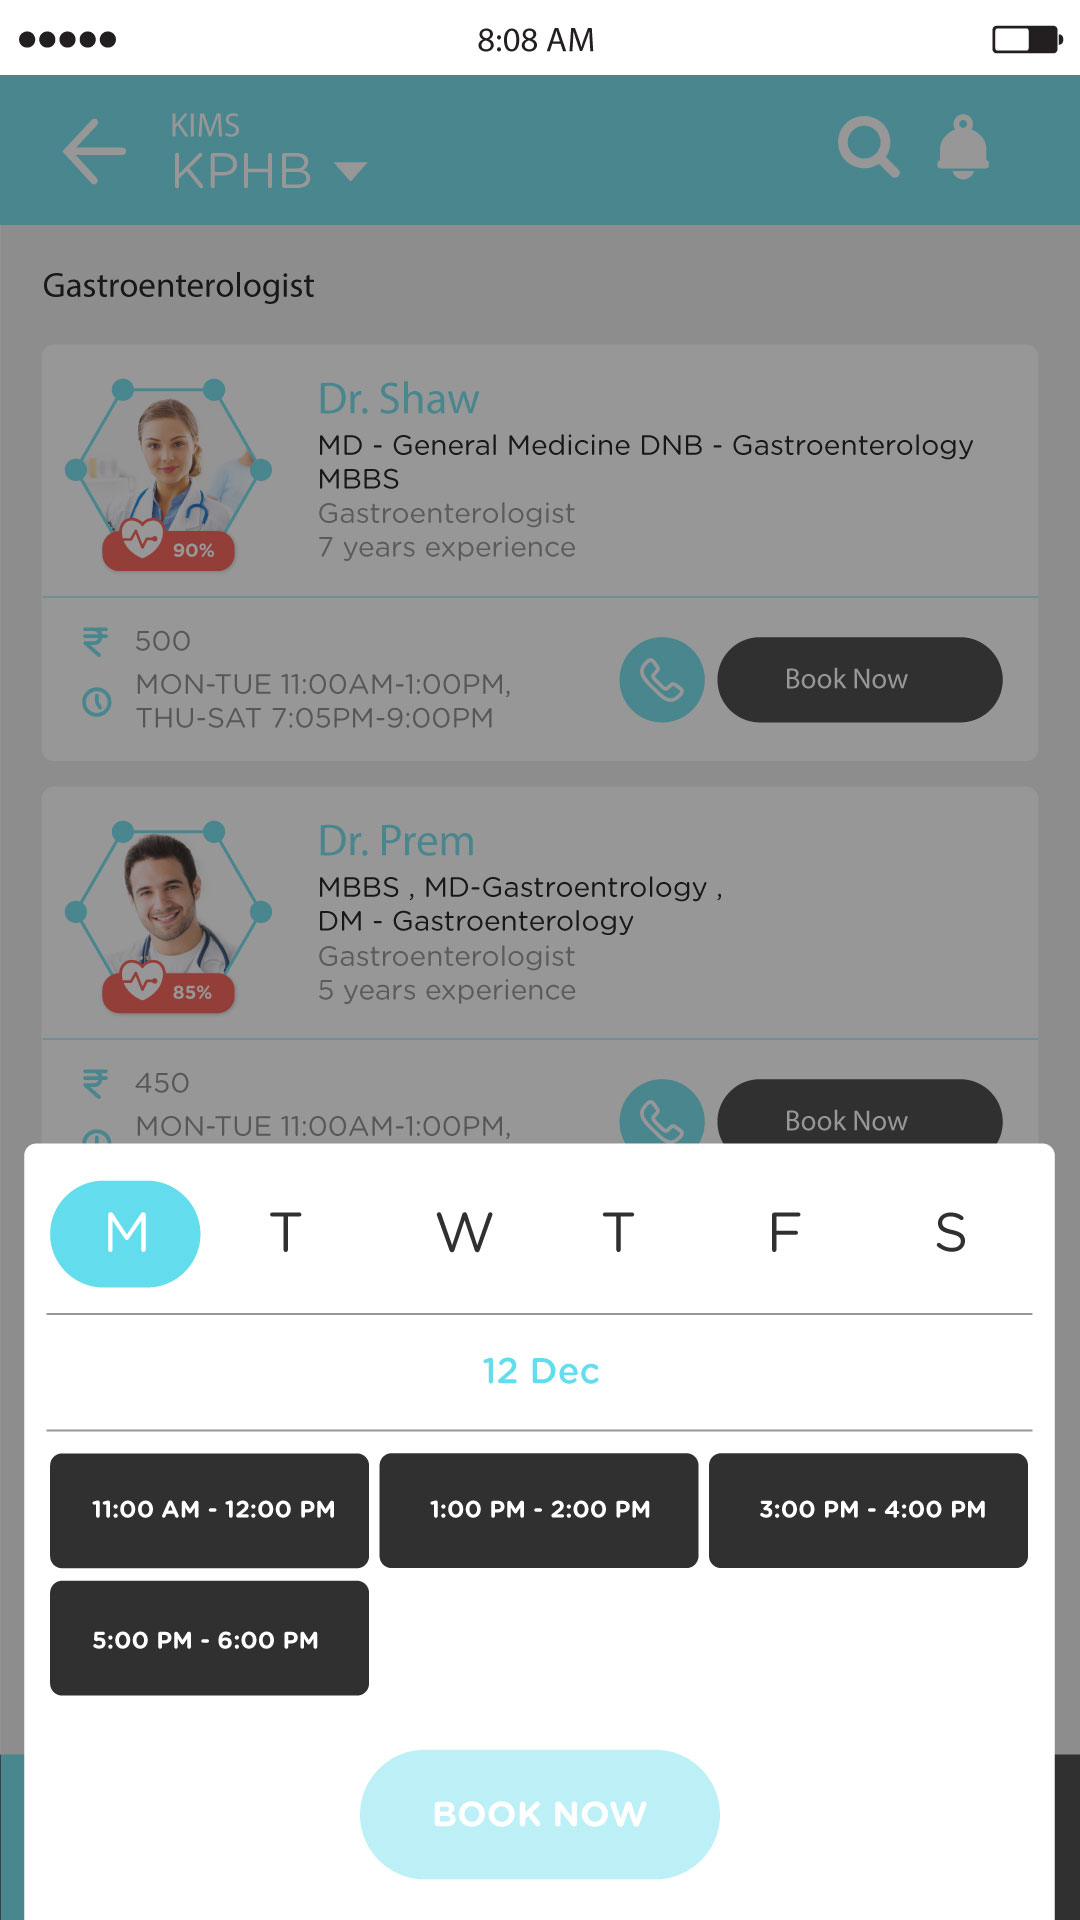 8:08 AM
KIMS
KPHB
Gastroenterologist
Dr. Shaw
MD - General Medicine DNB - Gastroenterology
MBBS
Gastroenterologist
7 years experience
90%
₹ 500
MON-TUE 11:00AM-1:00PM,
THU-SAT 7:05PM-9:00PM
Book Now
Dr. Prem
MBBS , MD-Gastroentrology ,
DM - Gastroenterology
Gastroenterologist
5 years experience
85%
₹ 450
MON-TUE 11:00AM-1:00PM,
Book Now
M T W T F S
12 Dec
11:00 AM - 12:00 PM
1:00 PM - 2:00 PM
3:00 PM - 4:00 PM
5:00 PM - 6:00 PM
BOOK NOW